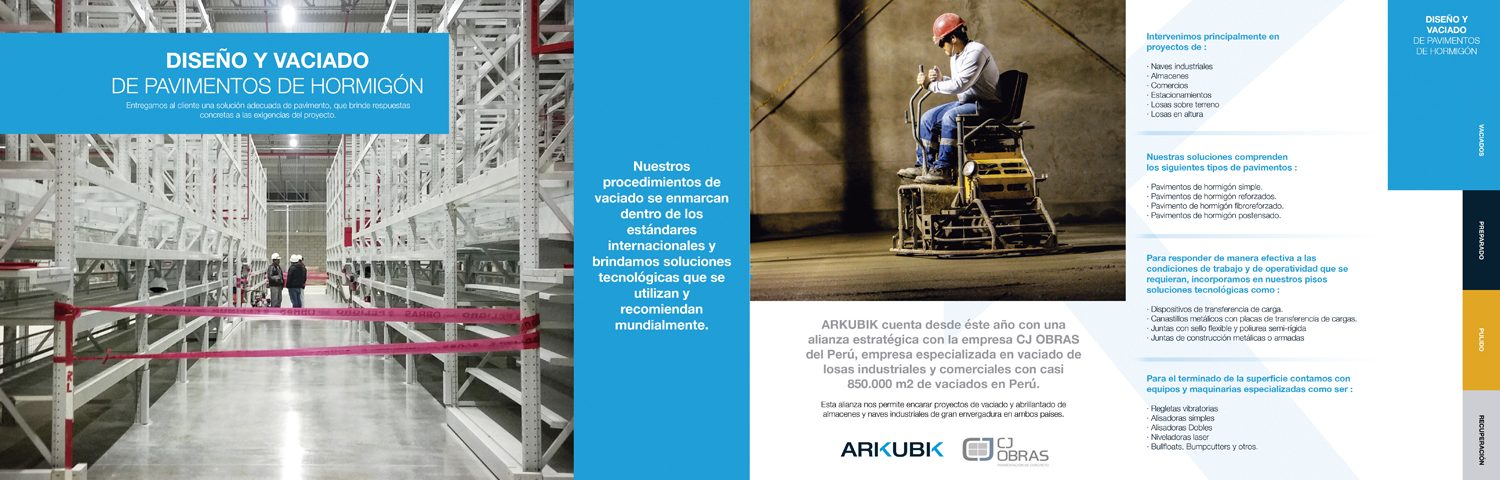 DISEÑO Y VACIADO
DE PAVIMENTOS DE HORMIGÓN
Entregamos al cliente una solución adecuada de pavimento, que brinde respuestas
concretas a las exigencias del proyecto.
OBRAS
PELIGRO
OBRAS
Nuestros
procedimientos de
vaciado se enmarcan
dentro de los
estándares
internacionales y
brindamos soluciones
tecnológicas que se
utilizan y
recomiendan
mundialmente.
ARKUBIK cuenta desde éste año con una
alianza estratégica con la empresa CJ OBRAS
del Perú, empresa especializada en vaciado de
losas industriales y comerciales con casi
850.000 m2 de vaciados en Perú.
Esta alianza nos permite encarar proyectos de vaciado y abrillantado de
almacenes y naves industriales de gran envergadura en ambos países.
ARKUBIK
CJ
OBRAS
PAVIMENTACIÓN DE CONCRETO
Intervenimos principalmente en
proyectos de :
· Naves industriales
· Almacenes
· Comercios
· Estacionamientos
· Losas sobre terreno
· Losas en altura
Nuestras soluciones comprenden
los siguientes tipos de pavimentos :
· Pavimentos de hormigón simple.
· Pavimentos de hormigón reforzados.
· Pavimento de hormigón fibroreforzado.
· Pavimentos de hormigón postensado.
Para responder de manera efectiva a las
condiciones de trabajo y de operatividad que se
requieran, incorporamos en nuestros pisos
soluciones tecnológicas como :
· Dispositivos de transferencia de carga.
· Canastillos metálicos con placas de transferencia de cargas.
· Juntas con sello flexible y poliurea semi-rígida
· Juntas de construcción metálicas o armadas
Para el terminado de la superficie contamos con
equipos y maquinarias especializadas como ser :
· Regletas vibratorias
· Alisadoras simples
· Alisadoras Dobles
· Niveladoras laser
· Bullfloats, Bumpcutters y otros.
DISEÑO Y
VACIADO
DE PAVIMENTOS
DE HORMIGÓN
VACIADOS
PREPARADO
PULIDO
RECUPERACIÓN